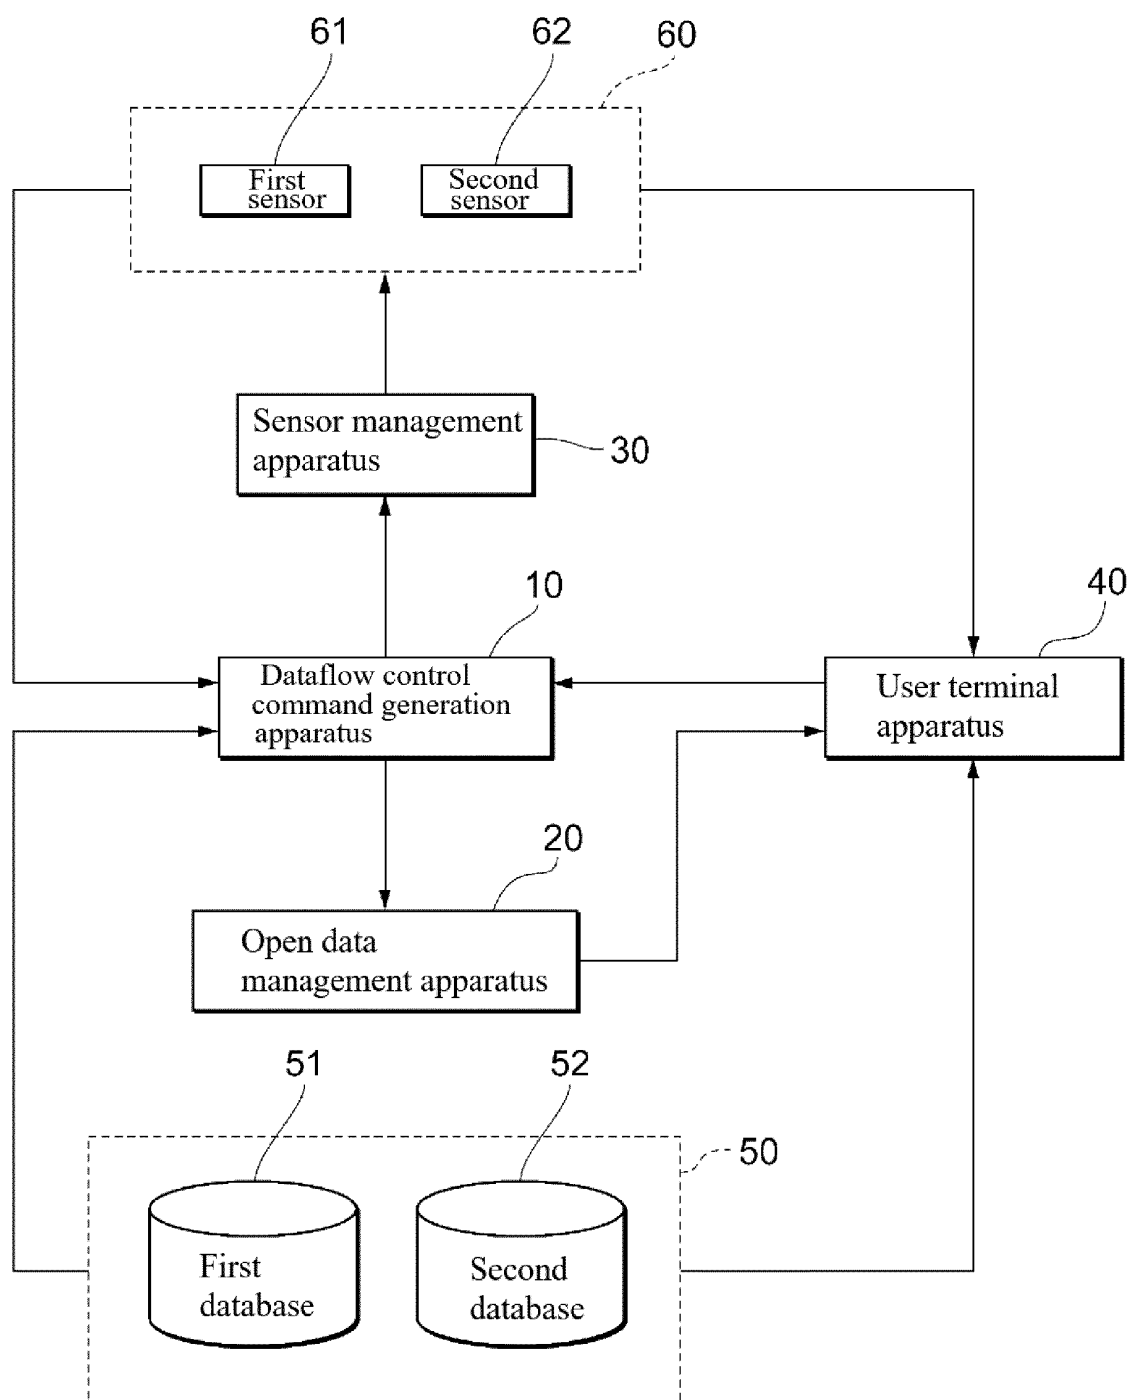 61
62
60
First
sensor
Second
sensor
Sensor management
apparatus
30
10
40
Dataflow control
command generation
apparatus
User terminal
apparatus
20
Open data
management apparatus
51
52
50
First
database
Second
database